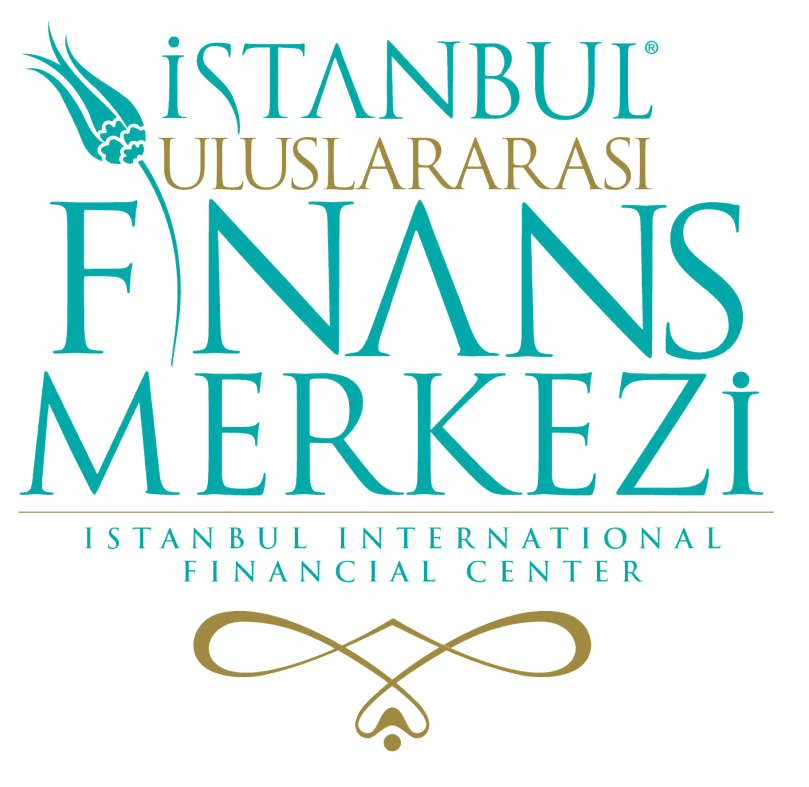 İSTANBUL®
ULUSLARARASI
FİNANS
MERKEZİ
ISTANBUL INTERNATIONAL
FINANCIAL CENTER